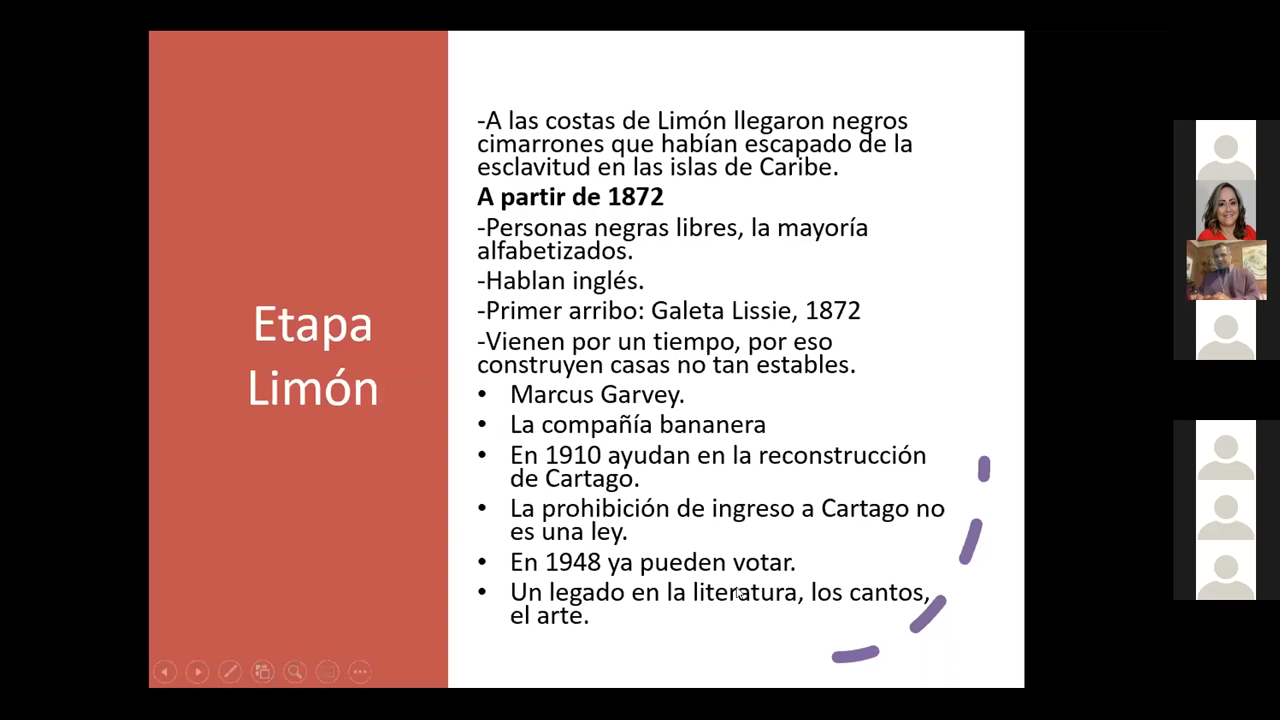 Etapa
Limón
-A las costas de Limón llegaron negros
cimarrones que habían escapado de la
esclavitud en las islas de Caribe.
A partir de 1872
-Personas negras libres, la mayoría
alfabetizados.
-Hablan inglés.
-Primer arribo: Galeta Lissie, 1872
-Vienen por un tiempo, por eso
construyen casas no tan estables.
• Marcus Garvey.
• La compañía bananera
• En 1910 ayudan en la reconstrucción
de Cartago.
• La prohibición de ingreso a Cartago no
es una ley.
• En 1948 ya pueden votar.
• Un legado en la literatura, los cantos,
el arte.